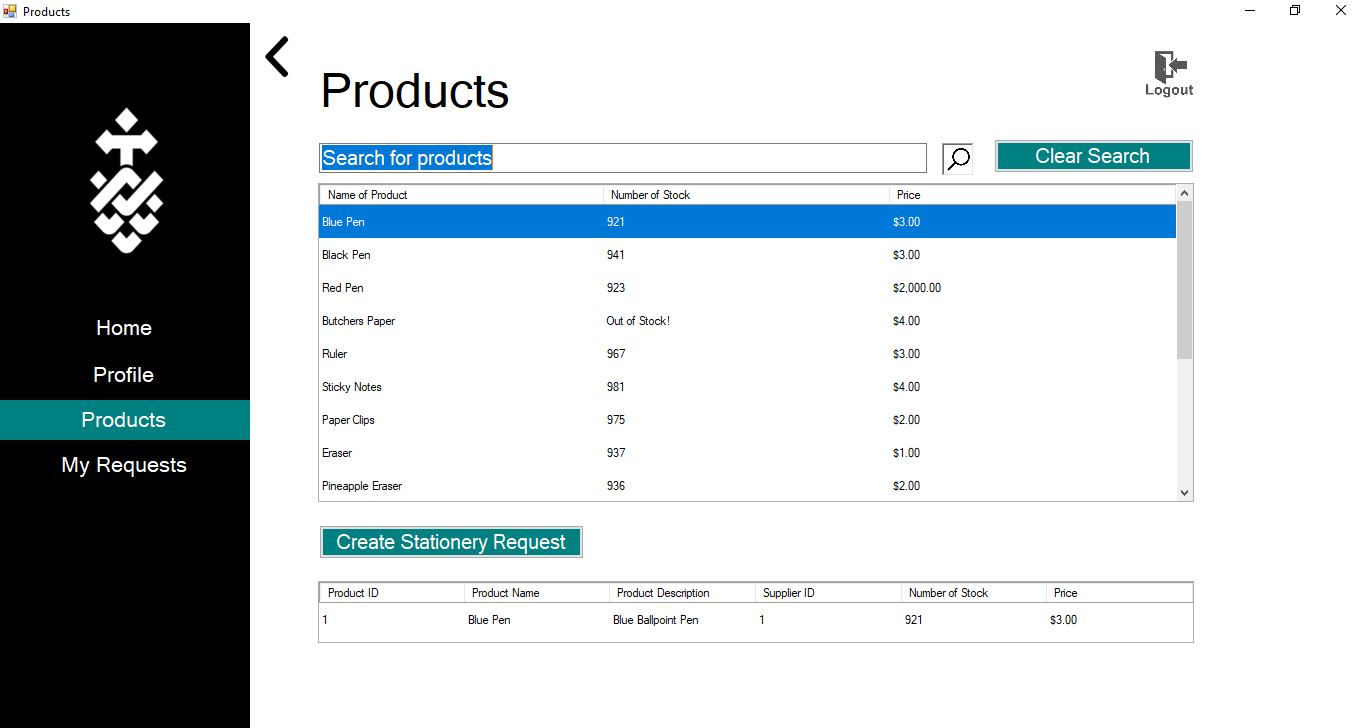 Products
Logout
Products
Search for products
Clear Search
Name of Product Number of Stock Price
Blue Pen 921 $3.00
Black Pen 941 $3.00
Red Pen 923 $2,000.00
Butchers Paper Out of Stock! $4.00
Ruler 967 $3.00
Sticky Notes 981 $4.00
Paper Clips 975 $2.00
Eraser 937 $1.00
Pineapple Eraser 936 $2.00
Home
Profile
Products
My Requests
Create Stationery Request
Product ID Product Name Product Description Supplier ID Number of Stock Price
1 Blue Pen Blue Ballpoint Pen 1 921 $3.00